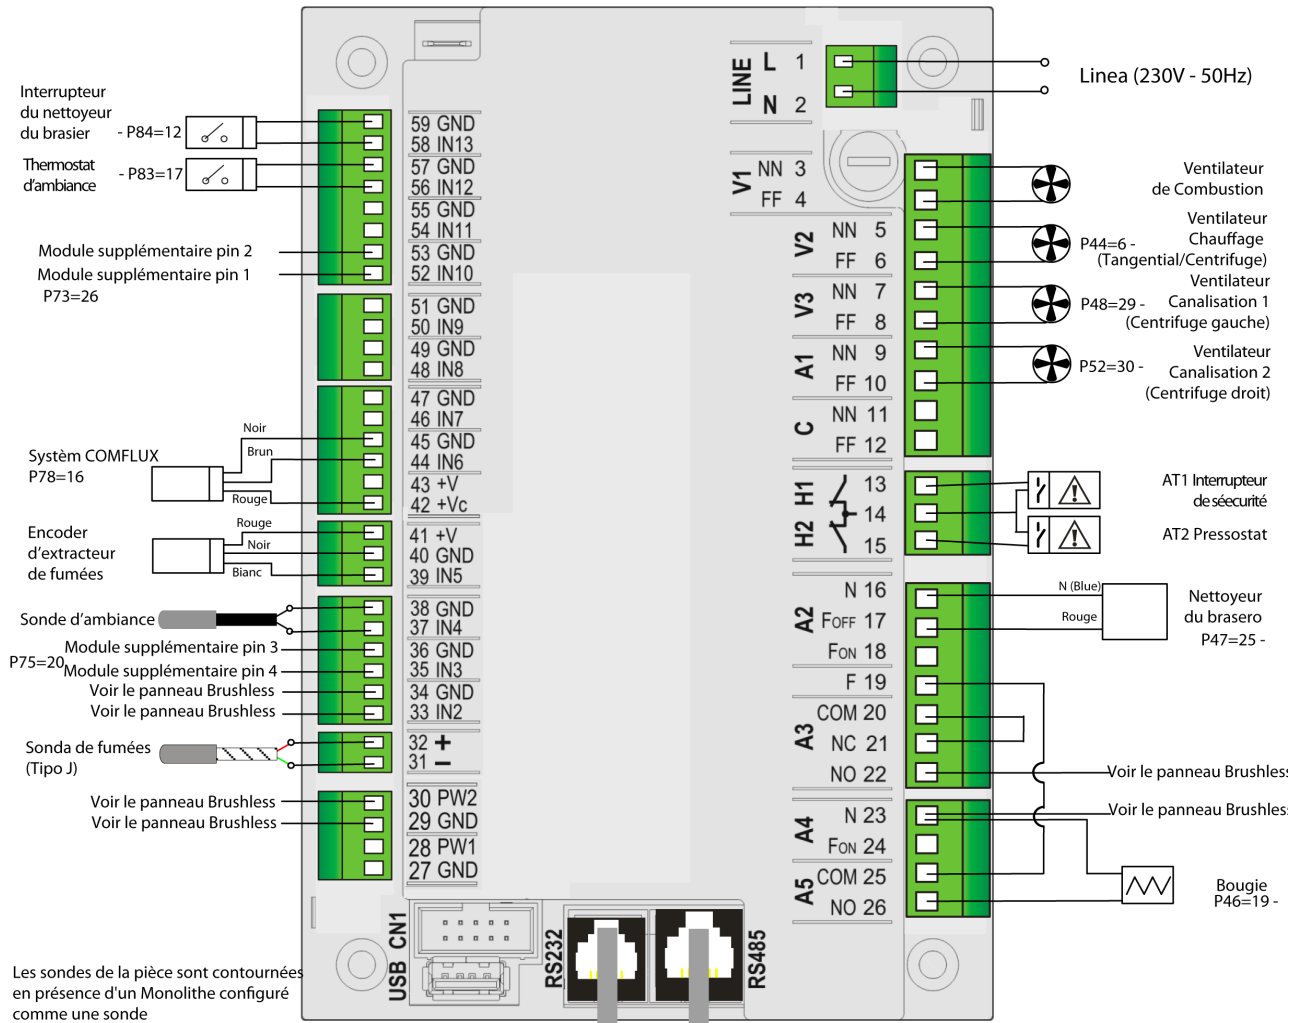 Interrupteur
du nettoyeur
du brasier
- P84=12
Thermostat
d'ambiance
- P83=17
Module supplémentaire pin 2
Module supplémentaire pin 1
P73=26
Systèm COMFLUX
P78=16
Noir
Brun
Rouge
Encoder
d'extracteur
de fumées
Rouge
Noir
Bianc
Sonde d'ambiance
Module supplémentaire pin 3
P75=20
Module supplémentaire pin 4
Voir le panneau Brushless
Voir le panneau Brushless
Sonda de fumées
(Tipo J)
Voir le panneau Brushless
Voir le panneau Brushless
Les sondes de la pièce sont contournées
en présence d'un Monolithe configuré
comme une sonde
59 GND
58 IN13
57 GND
56 IN12
55 GND
54 IN11
53 GND
52 IN10
51 GND
50 IN9
49 GND
48 IN8
47 GND
46 IN7
45 GND
44 IN6
43 +V
42 +Vc
41 +V
40 GND
39 IN5
38 GND
37 IN4
36 GND
35 IN3
34 GND
33 IN2
32 +
31 -
30 PW2
29 GND
28 PW1
27 GND
CN1
USB
RS232
RS485
LINE
L 1
N 2
V1
NN 3
FF 4
V2
NN 5
FF 6
V3
NN 7
FF 8
A1
NN 9
FF 10
C
NN 11
FF 12
H1
H2
13
14
15
A2
N 16
FOFF 17
FON 18
F 19
A3
COM 20
NC 21
NO 22
A4
N 23
FON 24
A5
COM 25
NO 26
Linea (230V - 50Hz)
Ventilateur
de Combustion
Ventilateur
Chauffage
P44=6 -
(Tangential/Centrifuge)
Ventilateur
Canalisation 1
P48=29 -
(Centrifuge gauche)
Ventilateur
Canalisation 2
P52=30 -
(Centrifuge droit)
AT1 Interrupteur
de séecurité
AT2 Pressostat
N (Blue)
Rouge
Nettoyeur
du brasero
P47=25 -
Voir le panneau Brushless
Voir le panneau Brushless
Bougie
P46=19 -